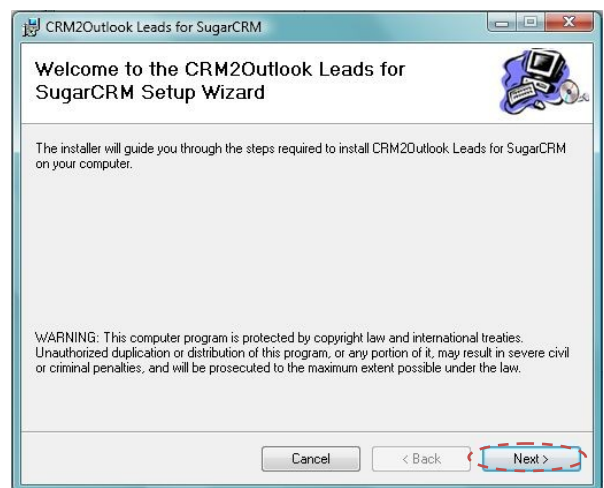 CRM2Outlook Leads for SugarCRM
Welcome to the CRM2Outlook Leads for
SugarCRM Setup Wizard
The installer will guide you through the steps required to install CRM2Outlook Leads for SugarCRM
on your computer.
WARNING: This computer program is protected by copyright law and international treaties.
Unauthorized duplication or distribution of this program, or any portion of it, may result in severe civil
or criminal penalties, and will be prosecuted to the maximum extent possible under the law.
Cancel < Back Next >